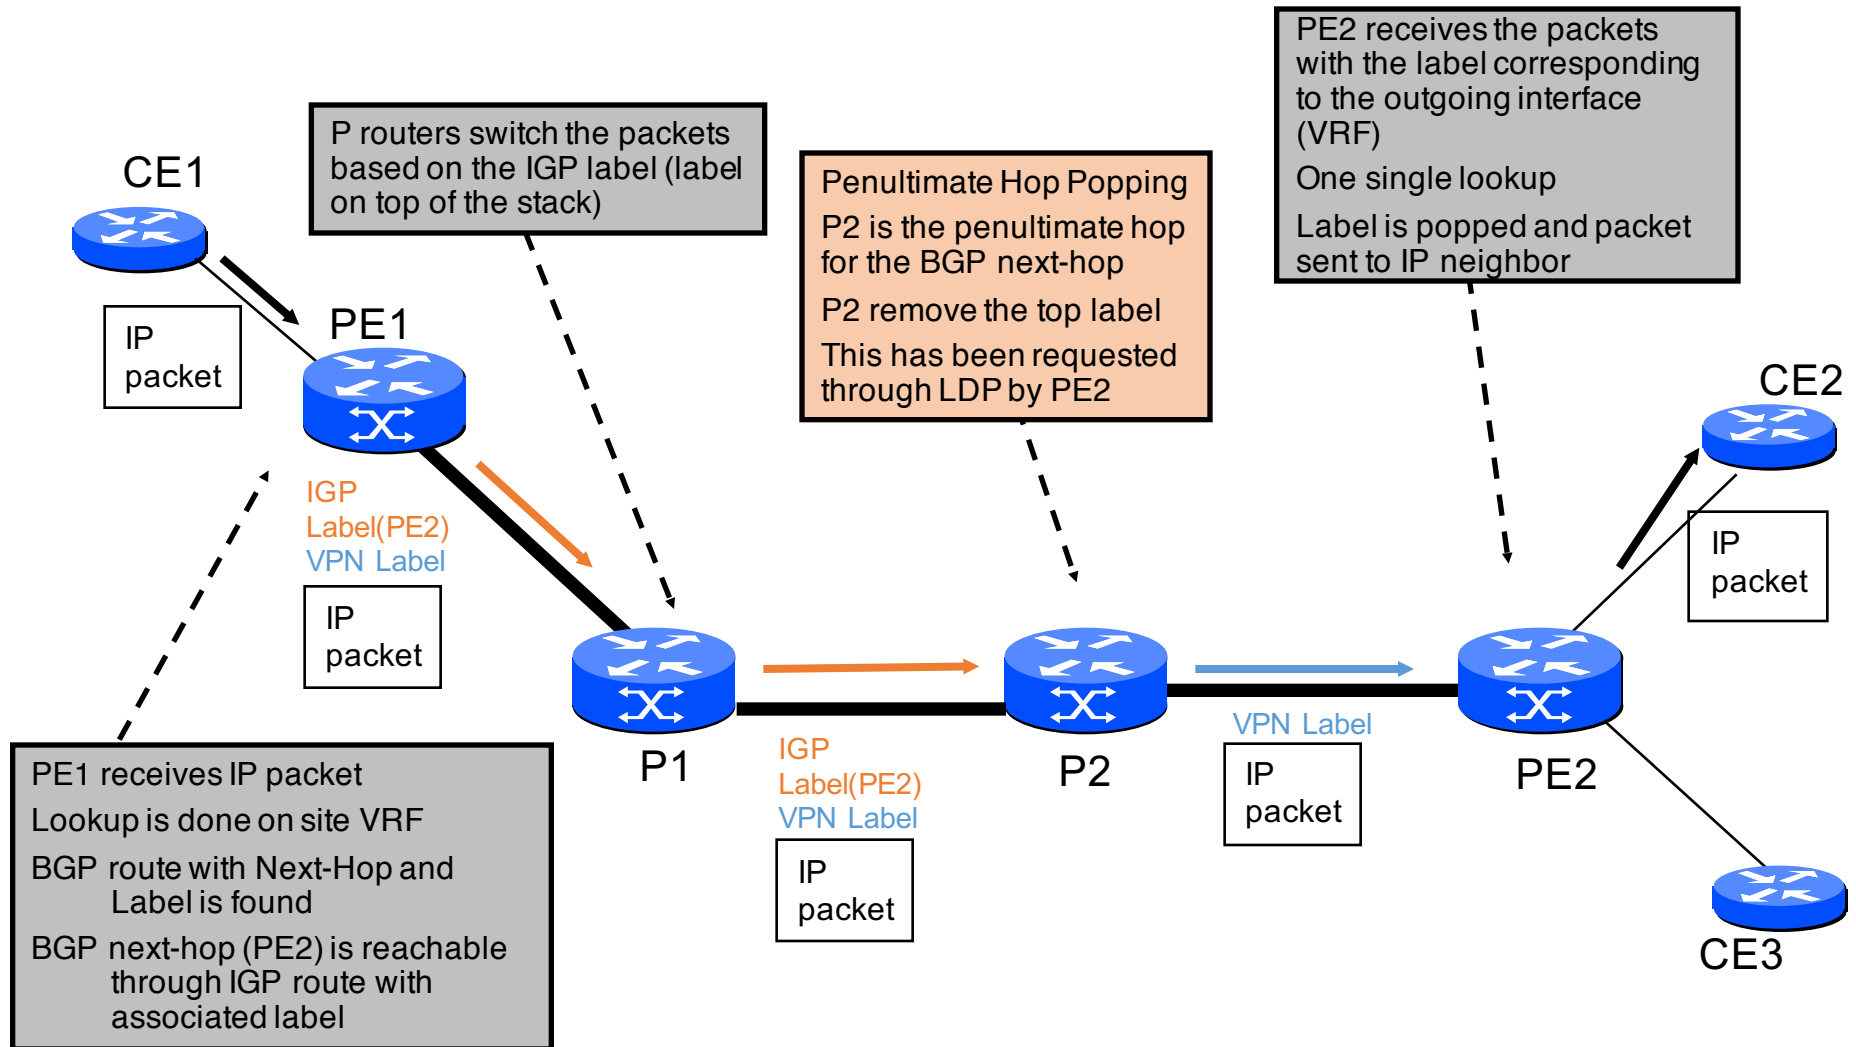 CE1
IP
packet
PE1
P routers switch the packets
based on the IGP label (label
on top of the stack)
Penultimate Hop Popping
P2 is the penultimate hop
for the BGP next-hop
P2 remove the top label
This has been requested
through LDP by PE2
PE2 receives the packets
with the label corresponding
to the outgoing interface
(VRF)
One single lookup
Label is popped and packet
sent to IP neighbor
CE2
IP
packet
IGP
Label(PE2)
VPN Label
IP
packet
P1
IGP
Label(PE2)
VPN Label
IP
packet
P2
VPN Label
IP
packet
PE2
CE3
PE1 receives IP packet
Lookup is done on site VRF
BGP route with Next-Hop and
Label is found
BGP next-hop (PE2) is reachable
through IGP route with
associated label